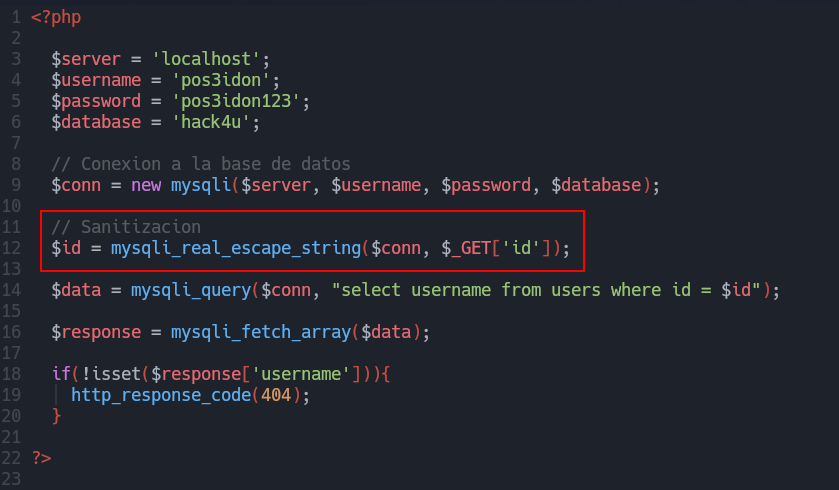 1 <?php
2
3 $server = 'localhost';
4 $username = 'pos3idon';
5 $password = 'pos3idon123';
6 $database = 'hack4u';
7
8 // Conexion a la base de datos
9 $conn = new mysqli($server, $username, $password, $database);
10
11 // Sanitizacion
12 $id = mysqli_real_escape_string($conn, $_GET['id']);
13
14 $data = mysqli_query($conn, "select username from users where id = $id");
15
16 $response = mysqli_fetch_array($data);
17
18 if(!isset($response['username'])){
19 http_response_code(404);
20 }
21
22 ?>
23